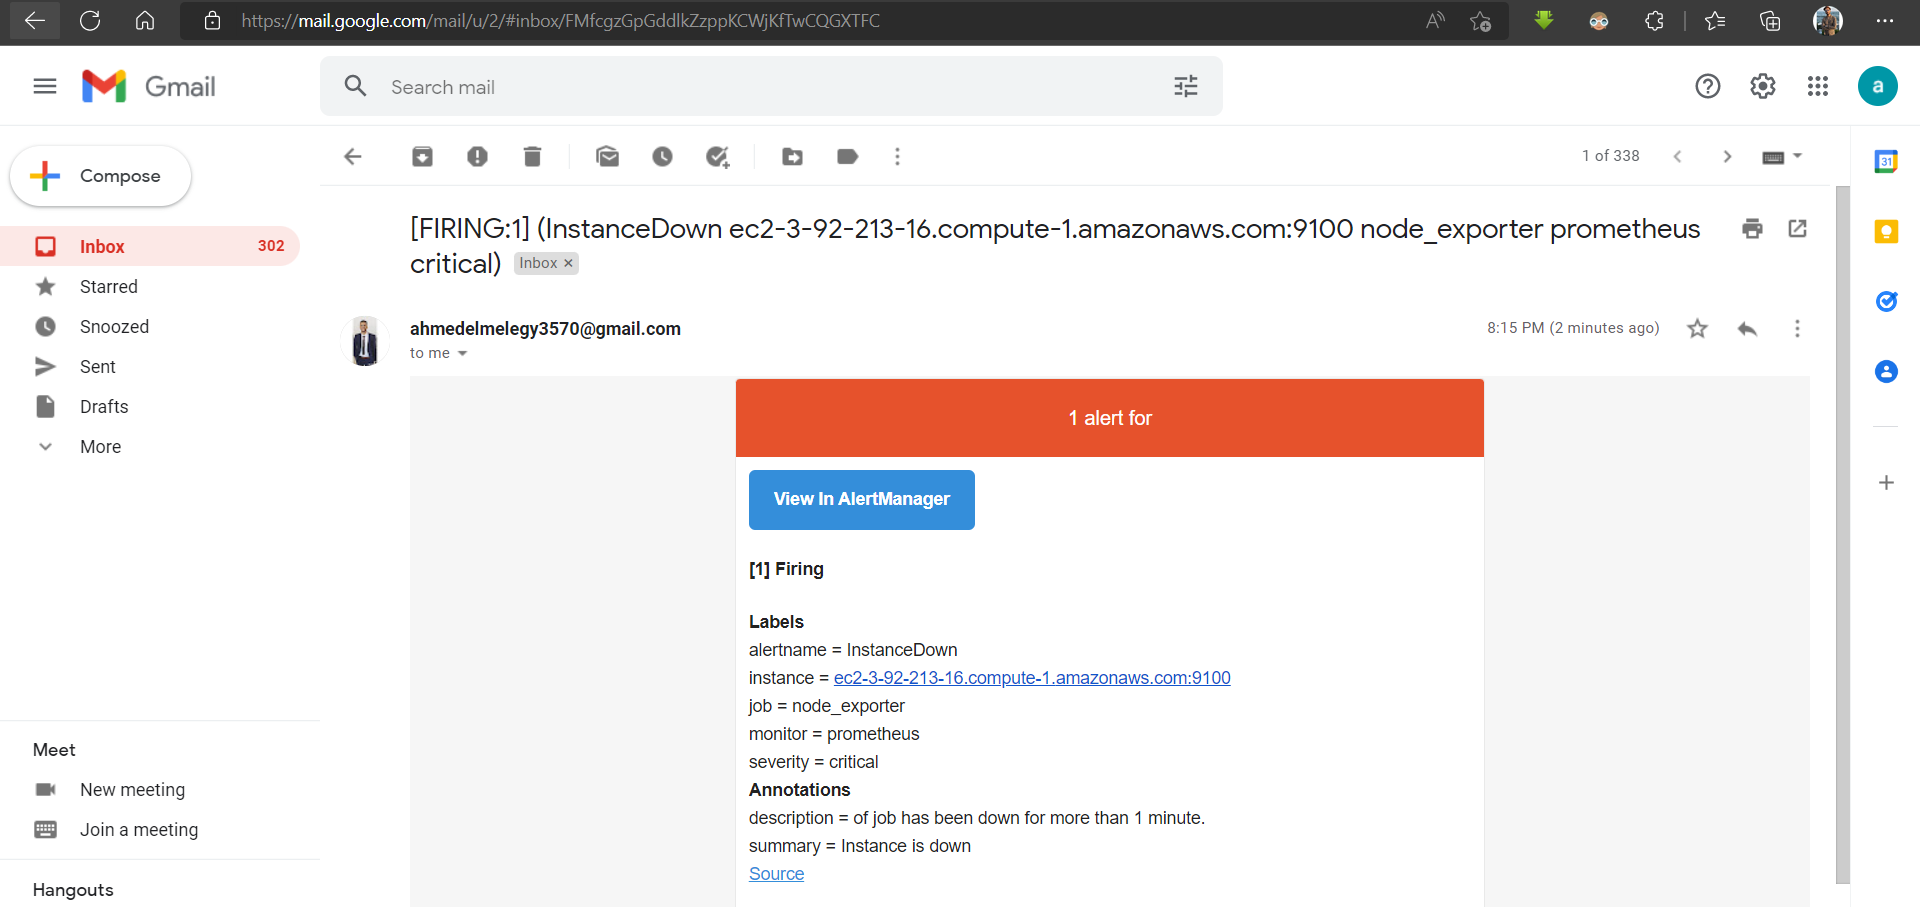 https://mail.google.com/mail/u/2/#inbox/FMfcgzGpGddlkZzppKCWjKfTwCQGXTFC
Gmail
Search mail
a
Compose
1 of 338
31
Inbox 302
Starred
Snoozed
Sent
Drafts
More
[FIRING:1] (InstanceDown ec2-3-92-213-16.compute-1.amazonaws.com:9100 node_exporter prometheus
critical) Inbox ×
ahmedelmelegy3570@gmail.com
8:15 PM (2 minutes ago)
to me
1 alert for
View In AlertManager
[1] Firing
Labels
alertname = InstanceDown
instance = ec2-3-92-213-16.compute-1.amazonaws.com:9100
job = node_exporter
monitor = prometheus
severity = critical
Annotations
description = of job has been down for more than 1 minute.
summary = Instance is down
Source
Meet
New meeting
Join a meeting
Hangouts